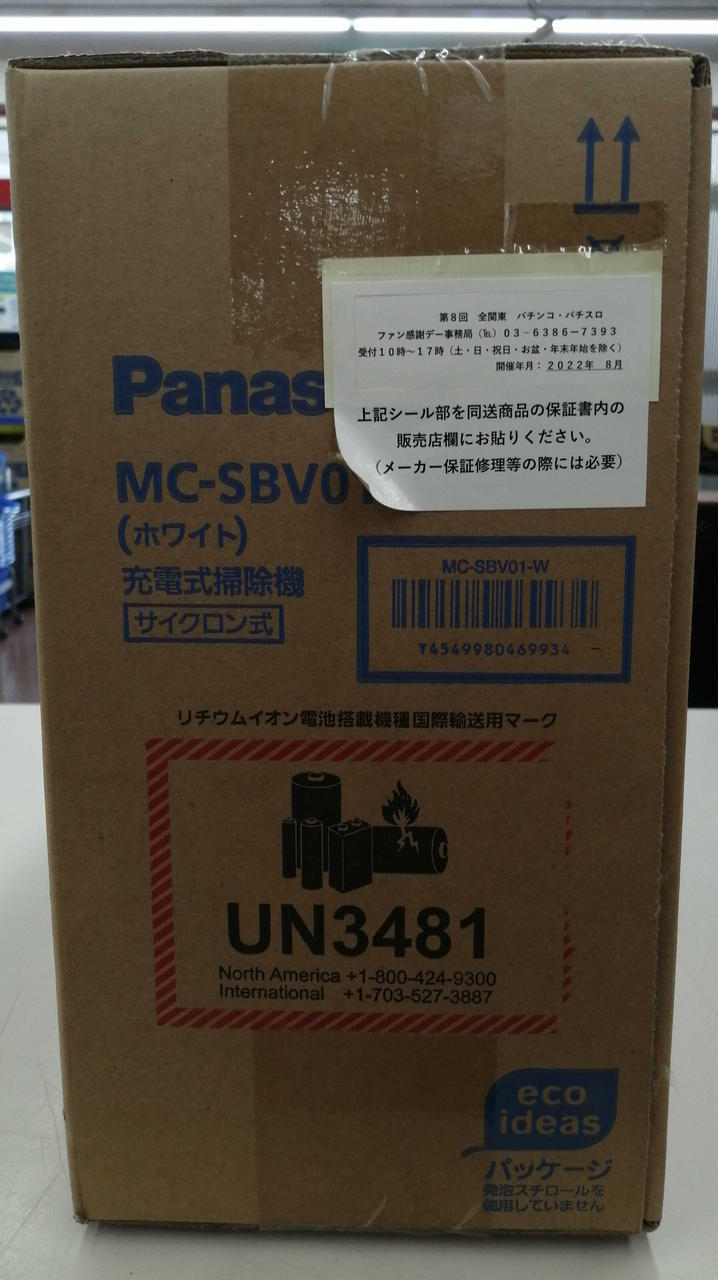 第8回 全関東 パチンコ・パチスロ
ファン感謝デー事務局(℡)03-6386-7393
受付10時~17時(土・日・祝日・お盆・年末年始を除く)
開催年月:2022年 8月
上記シール部を同送商品の保証書内の
販売店欄にお貼りください。
(メーカー保証修理等の際には必要)
Panas
MC-SBV01
(ホワイト)
充電式掃除機
サイクロン式
MC-SBV01-W
T4549980469934
リチウムイオン電池搭載機種国際輸送用マーク
UN3481
North America +1-800-424-9300
International +1-703-527-3887
eco
ideas
パッケージ
発泡スチロールを
使用していません